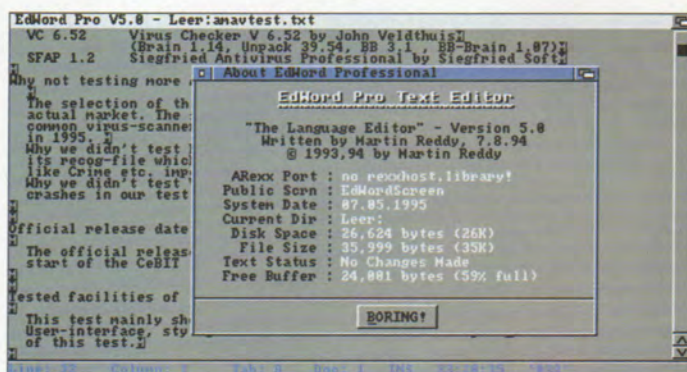 EdWord Pro V5.0 - Leer:amavtest.txt
VC 6.52 Virus Checker V 6.52 by John Veldthuis
(Brain 1.14, Unpack 39.54, BB 3.1 , BB-Brain 1.07)
SFAP 1.2 Siegfried Antivirus Professional by Siegfried Soft
Why not testing more
The selection of th
actual market. The
common virus-scanne
in 1995.
Why we didn't test
its recog-file whic
like Crime etc. imp
Why we didn't test
crashes in our test
Official release date
The official releas
start of the CeBIT
Tested facilities of
This test mainly sh
User-interface, sty
of this test.
About EdWord Professional
EdWord Pro Text Editor
"The Language Editor" - Version 5.0
Written by Martin Reddy, 7.8.94
© 1993,94 by Martin Reddy
ARexx Port : no rexxhost.library!
Public Scrn : EdWordScreen
System Date : 07.05.1995
Current Dir : Leer:
Disk Space : 26,624 bytes (26K)
File Size : 35,999 bytes (35K)
Text Status : No Changes Made
Free Buffer : 24,001 bytes (59% full)
BORING!